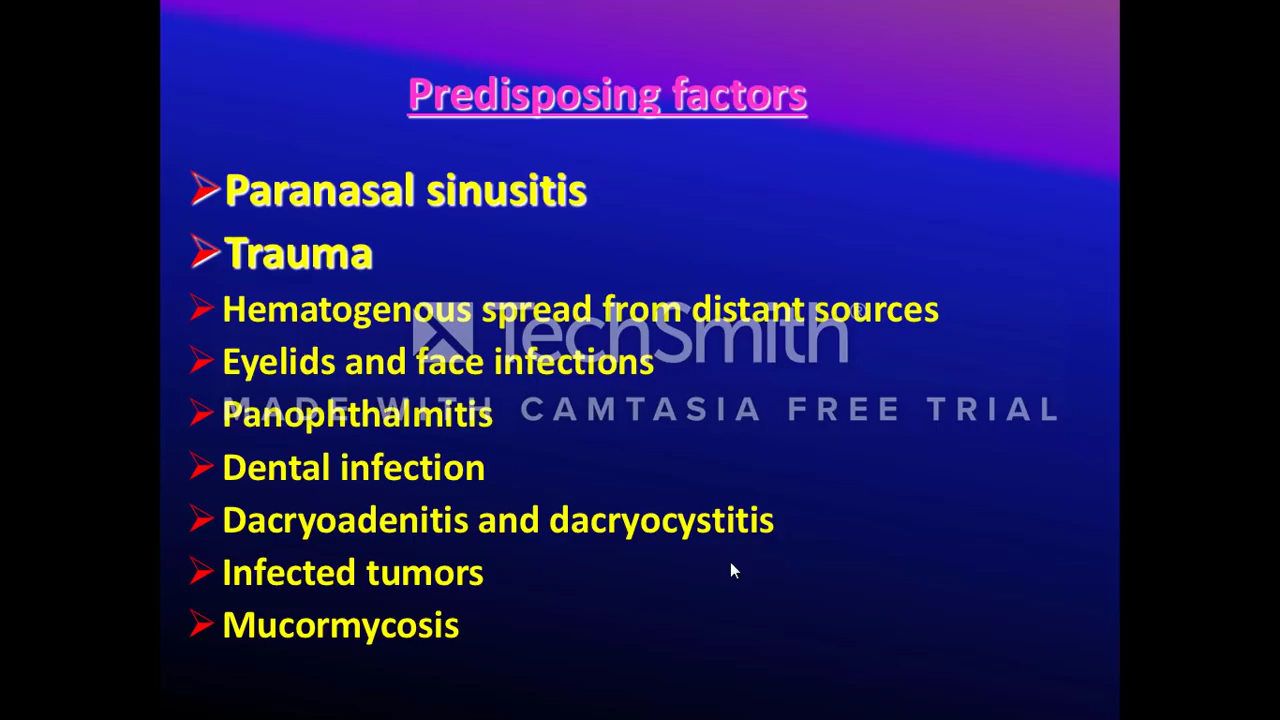 Predisposing factors
Paranasal sinusitis
Trauma
Hematogenous spread from distant sources
TechSmith®
Eyelids and face infections
MADE WITH CAMTASIA FREE TRIAL
Panophthalmitis
Dental infection
Dacryoadenitis and dacryocystitis
Infected tumors
Mucormycosis